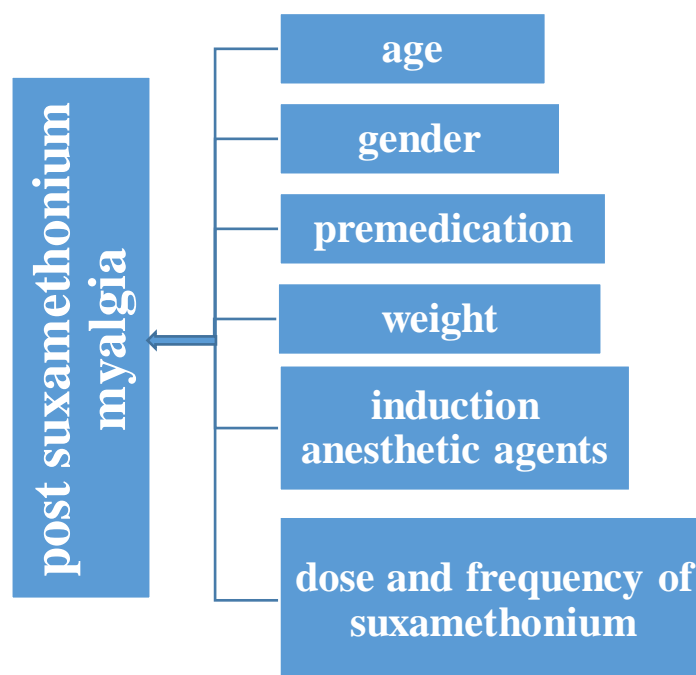 post suxamethonium
myalgia
age
gender
premedication
weight
induction
anesthetic agents
dose and frequency of
suxamethonium